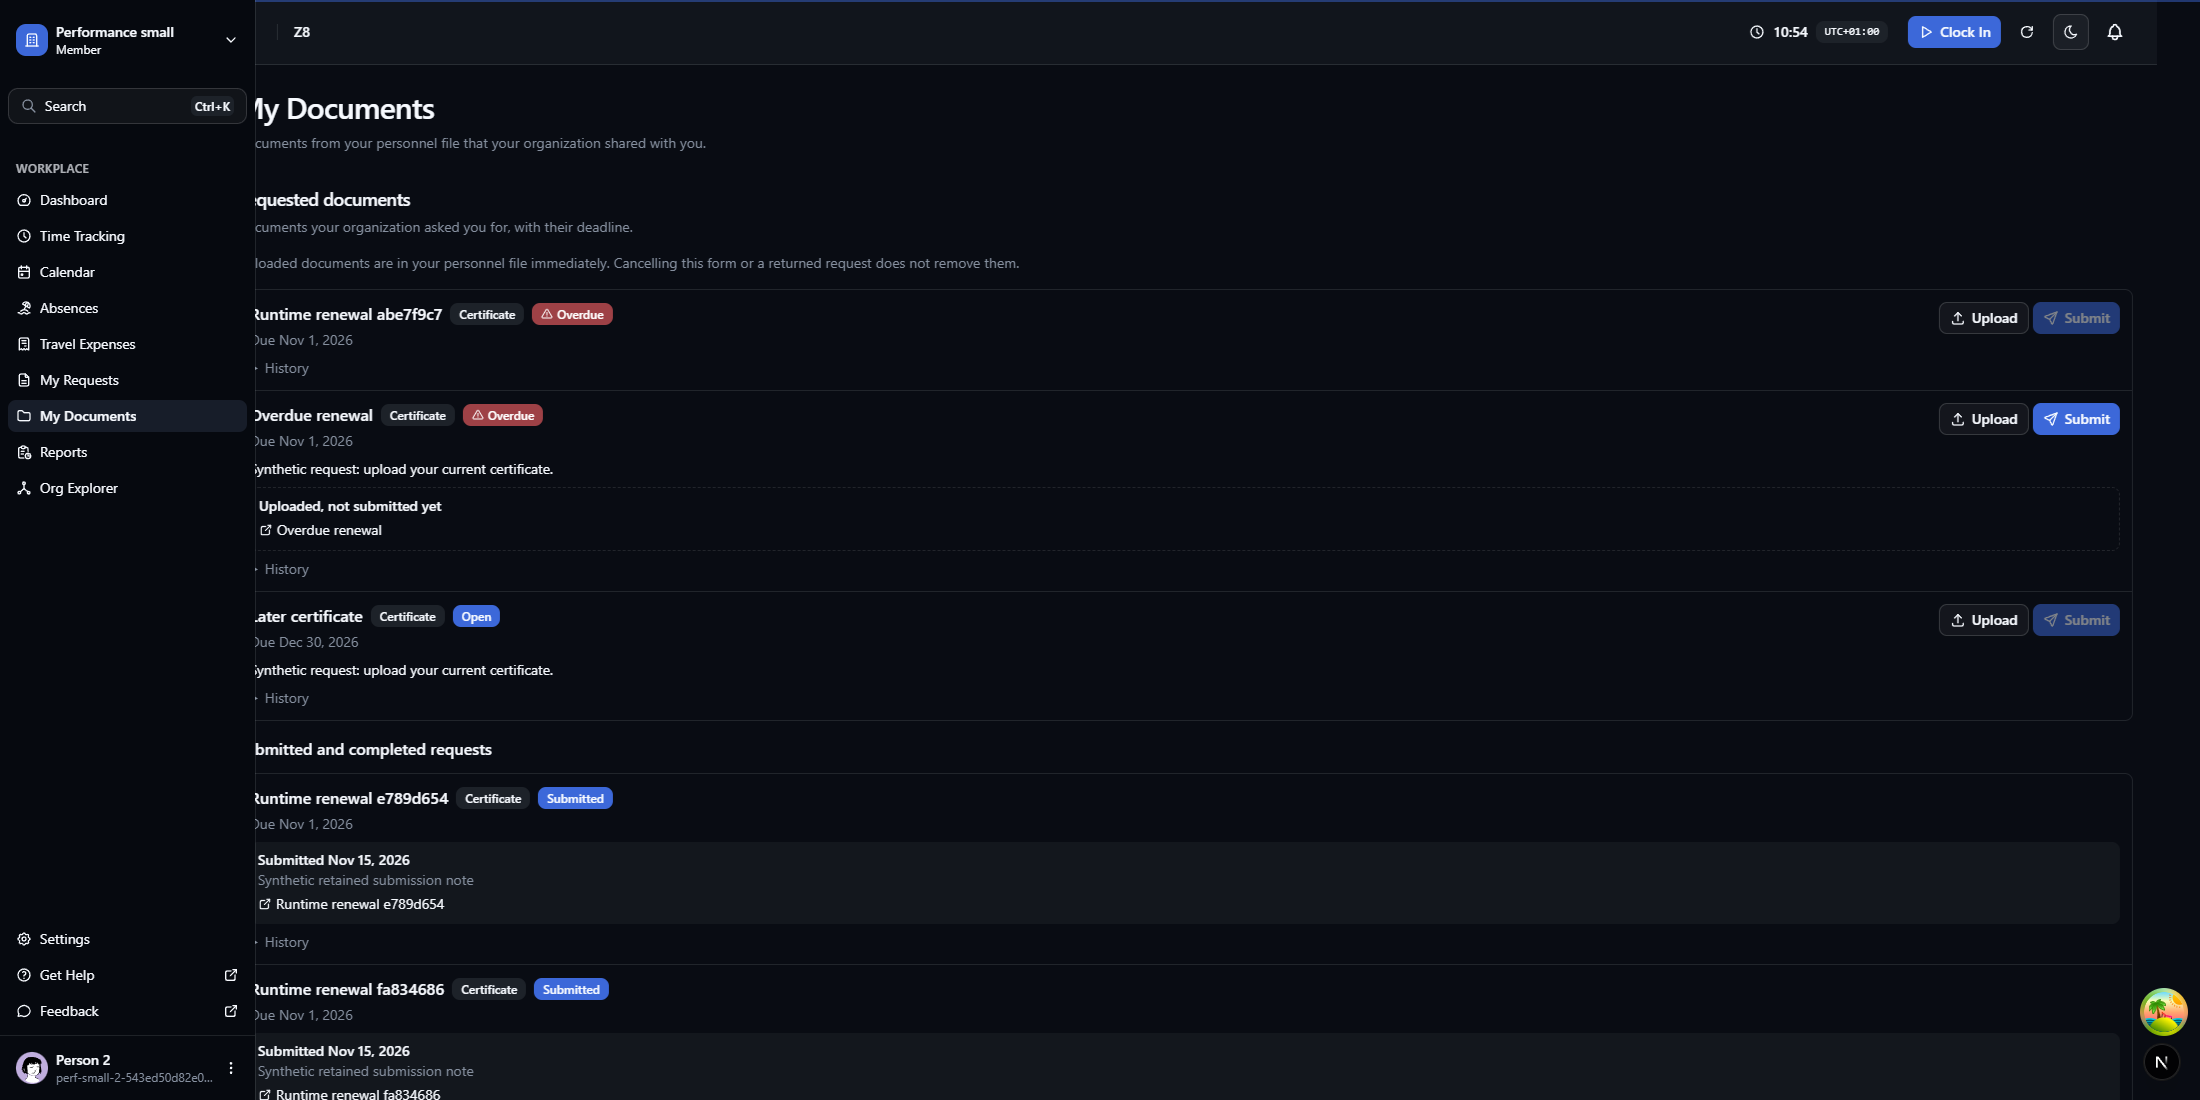 Performance small
Member
Z8
10:54
UTC+01:00
Clock In
Search
Ctrl+K
WORKPLACE
Dashboard
Time Tracking
Calendar
Absences
Travel Expenses
My Requests
My Documents
Reports
Org Explorer
Settings
Get Help
Feedback
Person 2
perf-small-2-543ed50d82e0...
My Documents
cuments from your personnel file that your organization shared with you.
equested documents
cuments your organization asked you for, with their deadline.
loaded documents are in your personnel file immediately. Cancelling this form or a returned request does not remove them.
Runtime renewal abe7f9c7 Certificate Overdue
Upload Submit
Due Nov 1, 2026
History
Overdue renewal Certificate Overdue
Upload Submit
Due Nov 1, 2026
Synthetic request: upload your current certificate.
Uploaded, not submitted yet
Overdue renewal
History
Later certificate Certificate Open
Upload Submit
Due Dec 30, 2026
Synthetic request: upload your current certificate.
History
bmitted and completed requests
Runtime renewal e789d654 Certificate Submitted
Due Nov 1, 2026
Submitted Nov 15, 2026
Synthetic retained submission note
Runtime renewal e789d654
History
Runtime renewal fa834686 Certificate Submitted
Due Nov 1, 2026
Submitted Nov 15, 2026
Synthetic retained submission note
Runtime renewal fa834686
N